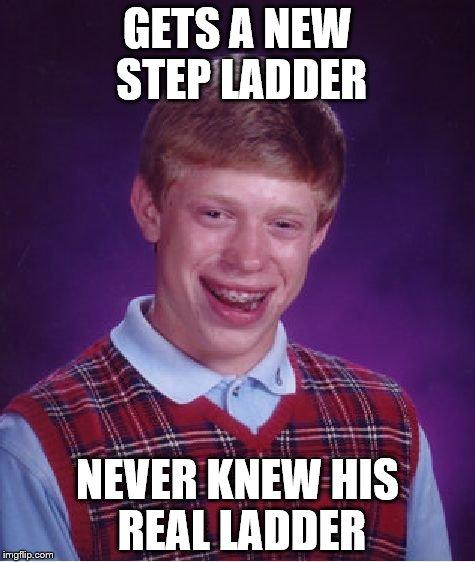 GETS A NEW
STEP LADDER
NEVER KNEW HIS
REAL LADDER
imgflip.com